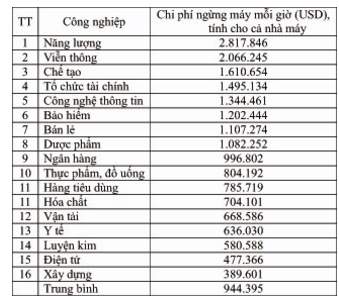 TT Công nghiệp Chi phí ngừng máy mỗi giờ (USD),
tính cho cả nhà máy
1 Năng lượng 2.817.846
2 Viễn thông 2.066.245
3 Chế tạo 1.610.654
4 Tổ chức tài chính 1.495.134
5 Công nghệ thông tin 1.344.461
6 Bảo hiểm 1.202.444
7 Bán lẻ 1.107.274
8 Dược phẩm 1.082.252
9 Ngân hàng 996.802
10 Thực phẩm, đồ uống 804.192
11 Hàng tiêu dùng 785.719
11 Hóa chất 704.101
12 Vận tải 668.586
13 Y tế 636.030
14 Luyện kim 580.588
15 Điện tử 477.366
16 Xây dựng 389.601
Trung bình 944.395